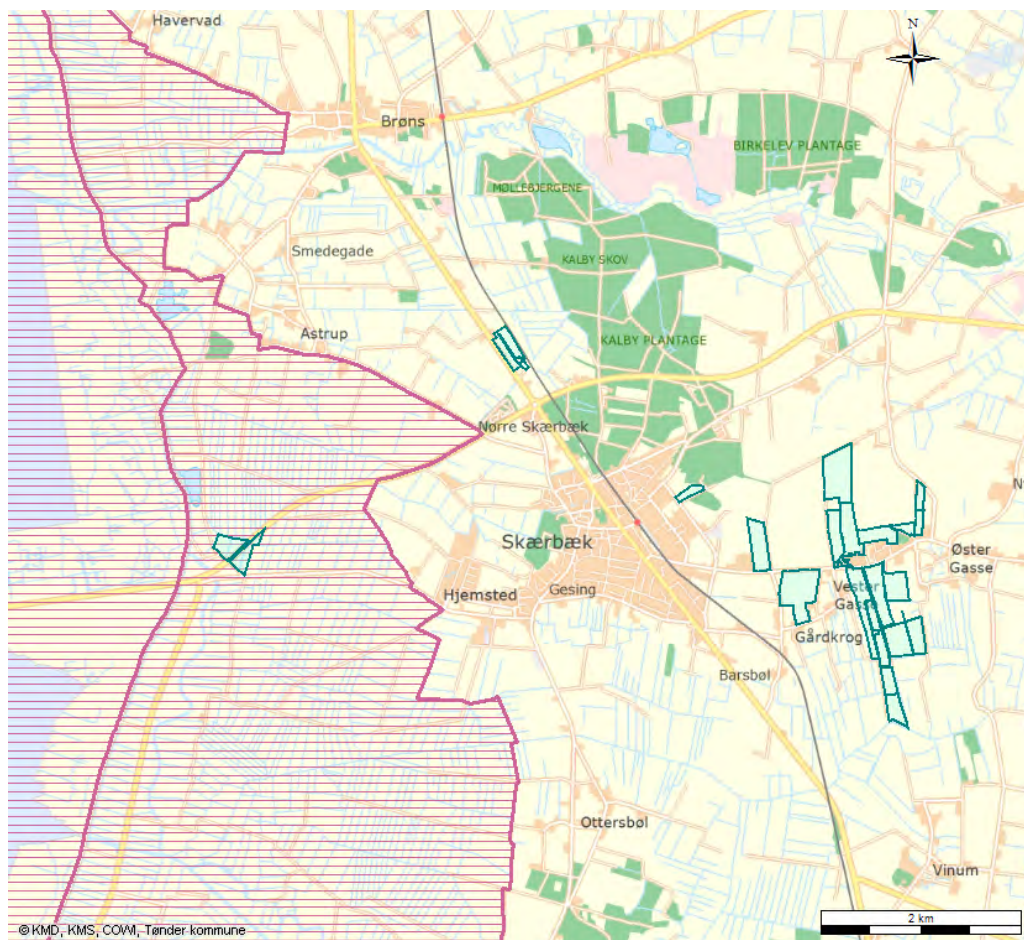 Havervad
N
Brøns
BIRKELEV PLANTAGE
MØLLEBJERGENE
Smedegade
KALBY SKOV
Astrup
KALBY PLANTAGE
Nørre Skærbæk
Skærbæk
Øster
Gasse
Hjemsted
Gesing
Vester
Gasse
Gårdkrog
Barsbøl
Ottersbøl
Vinum
2 km
© KMD, KMS, COWI, Tønder kommune